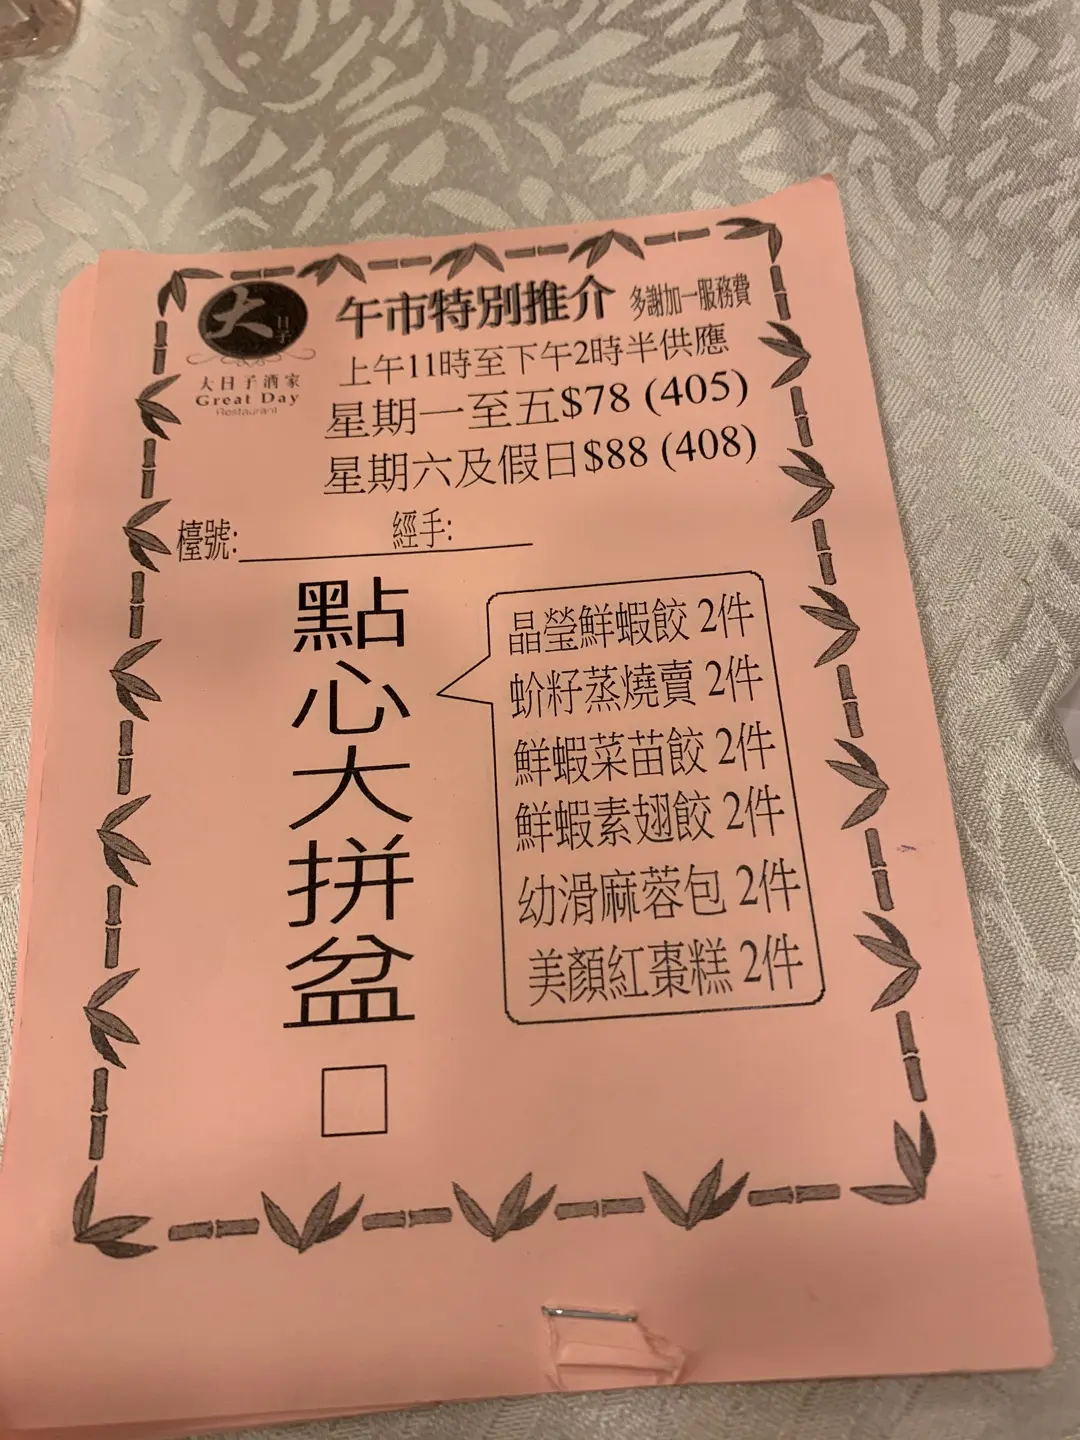 大日子
大日子酒家
Great Day
Restaurant
午市特別推介 多謝加一服務費
上午11時至下午2時半供應
星期一至五$78 (405)
星期六及假日$88 (408)
檯號: 經手:
點心大拼盆
晶瑩鮮蝦餃 2件
蚧籽蒸燒賣 2件
鮮蝦菜苗餃 2件
鮮蝦素翅餃 2件
幼滑麻蓉包 2件
美顏紅棗糕 2件